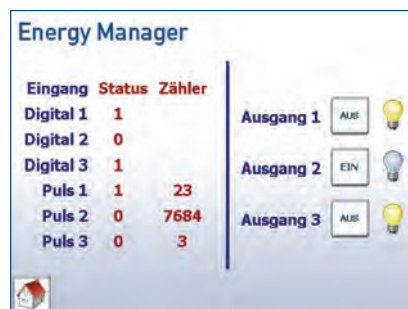 Energy Manager
Eingang Status Zähler
Digital 1 1
Digital 2 0
Digital 3 1
Puls 1 1 23
Puls 2 0 7684
Puls 3 0 3
Ausgang 1 AUS
Ausgang 2 EIN
Ausgang 3 AUS